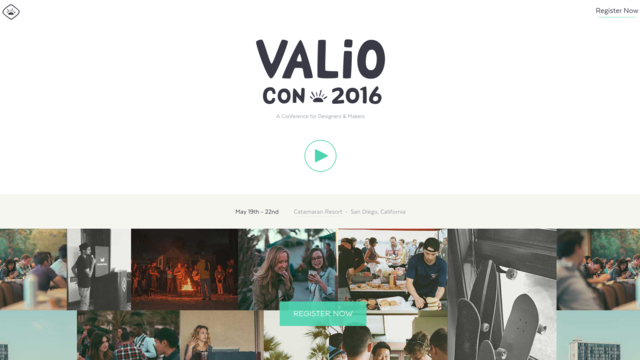 Register Now
VALiO
CON 2016
A Conference for Designers & Makers
May 19th - 22nd Catamaran Resort - San Diego, California
REGISTER NOW